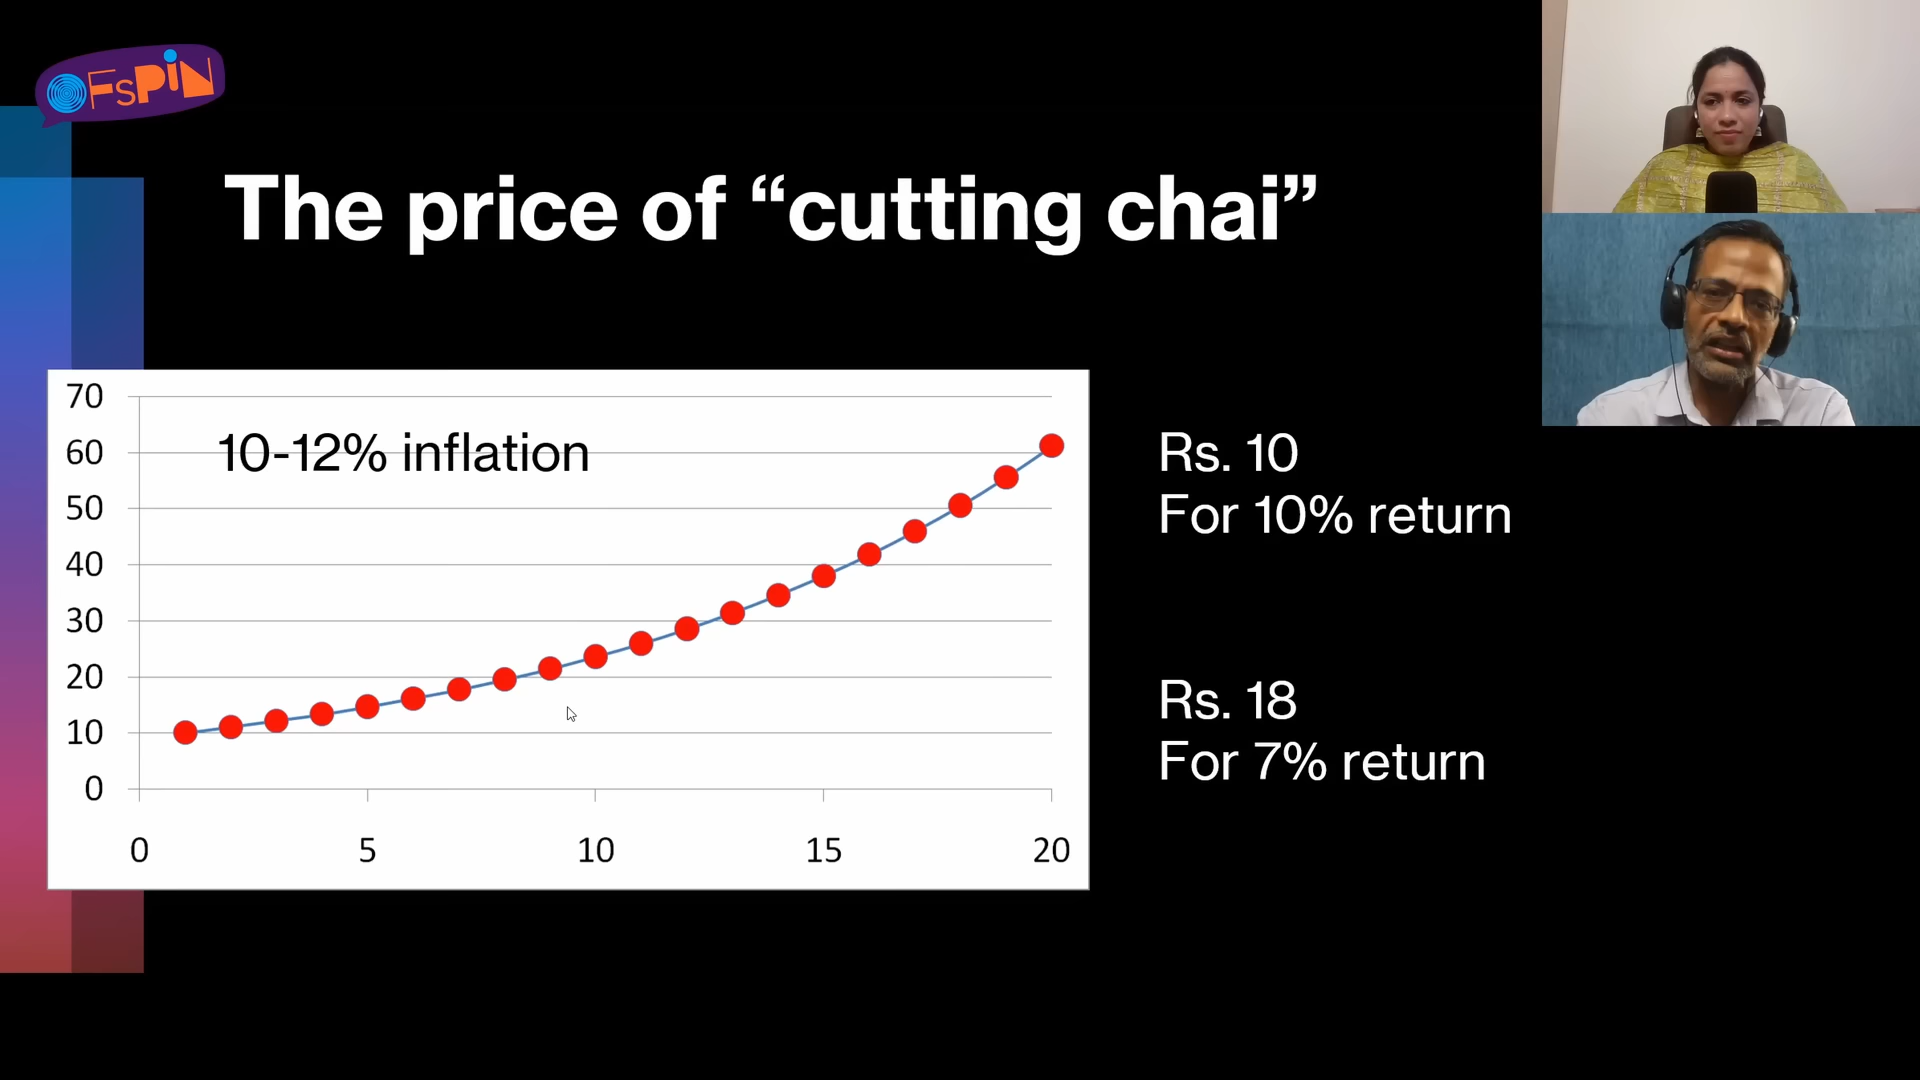 OFSPiN
The price of “cutting chai”
10-12% inflation
70
60
50
40
30
20
10
0
0 5 10 15 20
Rs. 10
For 10% return
Rs. 18
For 7% return